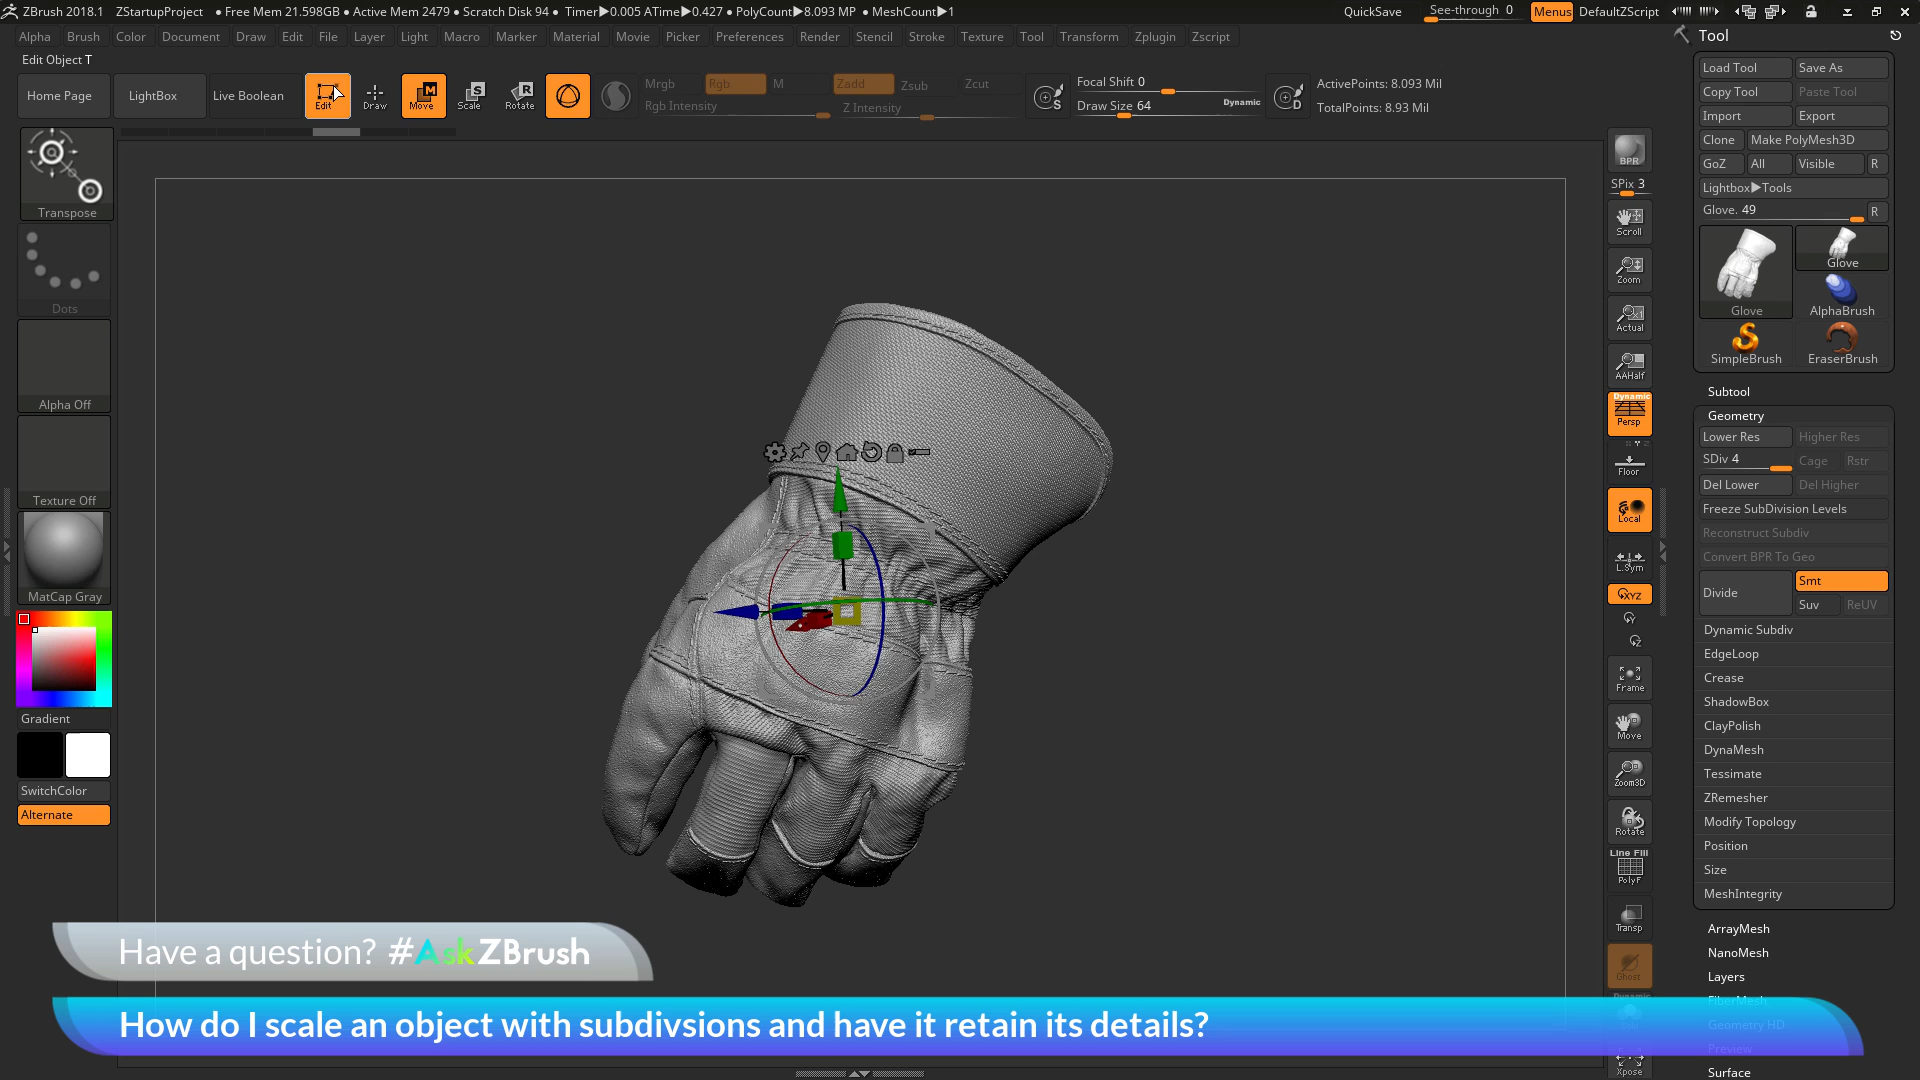 ZBrush 2018.1 ZStartupProject ● Free Mem 21.598GB ● Active Mem 2479 ● Scratch Disk 94 ● Timer▶0.005 ATime▶0.427 ● PolyCount▶8.093 MP ● MeshCount▶1 QuickSave See-through 0 Menus DefaultZScript
Alpha Brush Color Document Draw Edit File Layer Light Macro Marker Material Movie Picker Preferences Render Stencil Stroke Texture Tool Transform Zplugin Zscript
Edit Object T
Home Page LightBox Live Boolean Edit Draw Move Scale Rotate
Mrgb Rgb M Zadd Zsub Zcut
Rgb Intensity Z Intensity
Focal Shift 0
Draw Size 64 Dynamic
ActivePoints: 8.093 Mil
TotalPoints: 8.93 Mil
Transpose
Dots
Alpha Off
Texture Off
MatCap Gray
Gradient
SwitchColor
Alternate
BPR
SPix 3
Scroll
Zoom
Actual
AAHalf
Dynamic
Persp
Floor
Local
L.Sym
XYZ
Y
Z
Frame
Move
Zoom3D
Rotate
Line Fill
PolyF
Transp
Ghost
Dynamic
Xpose
Tool
Load Tool Save As
Copy Tool Paste Tool
Import Export
Clone Make PolyMesh3D
GoZ All Visible R
Lightbox▶Tools
Glove. 49 R
Glove
Glove AlphaBrush
SimpleBrush EraserBrush
Subtool
Geometry
Lower Res Higher Res
SDiv 4 Cage Rstr
Del Lower Del Higher
Freeze SubDivision Levels
Reconstruct Subdiv
Convert BPR To Geo
Divide Smt
Suv ReUV
Dynamic Subdiv
EdgeLoop
Crease
ShadowBox
ClayPolish
DynaMesh
Tessimate
ZRemesher
Modify Topology
Position
Size
MeshIntegrity
ArrayMesh
NanoMesh
Layers
FiberMesh
Geometry HD
Preview
Surface
Have a question? #AskZBrush
How do I scale an object with subdivsions and have it retain its details?